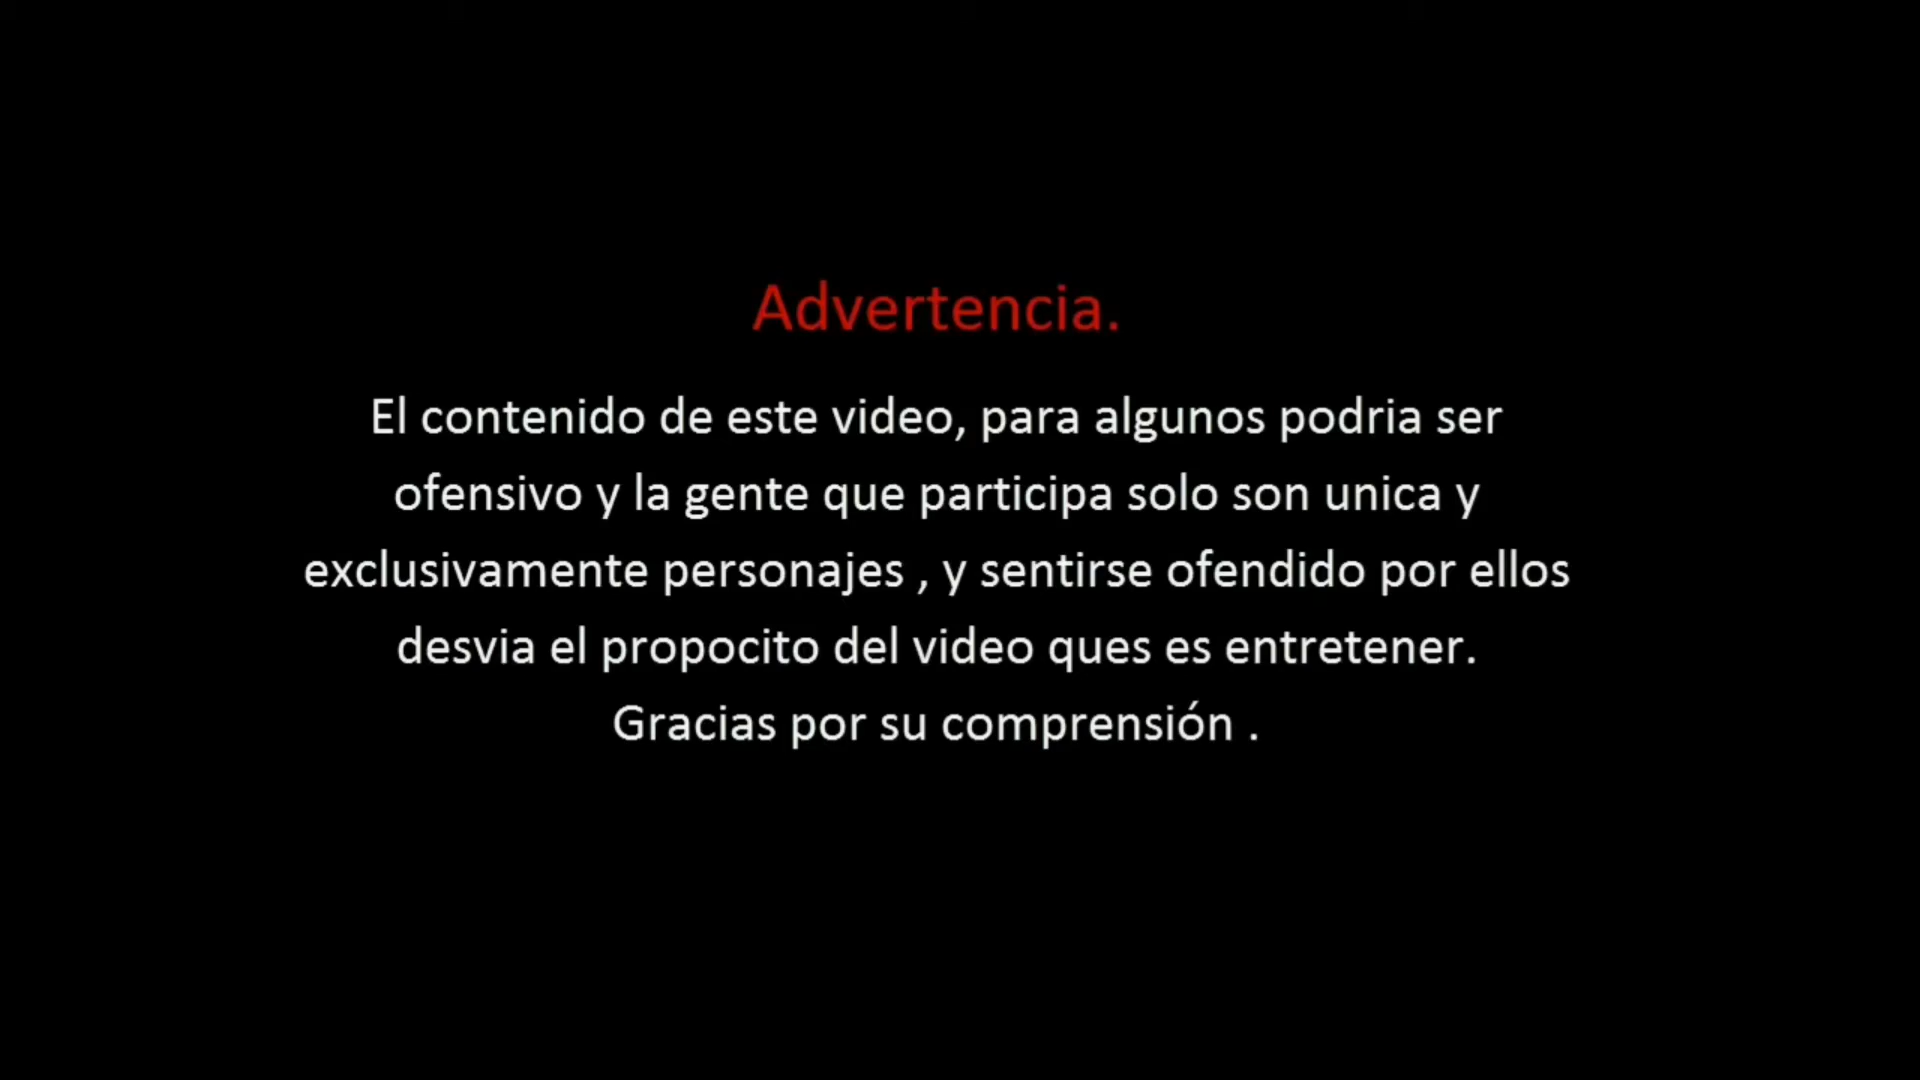 Advertencia.
El contenido de este video, para algunos podria ser
ofensivo y la gente que participa solo son unica y
exclusivamente personajes , y sentirse ofendido por ellos
desvia el propocito del video ques es entretener.
Gracias por su comprensión .